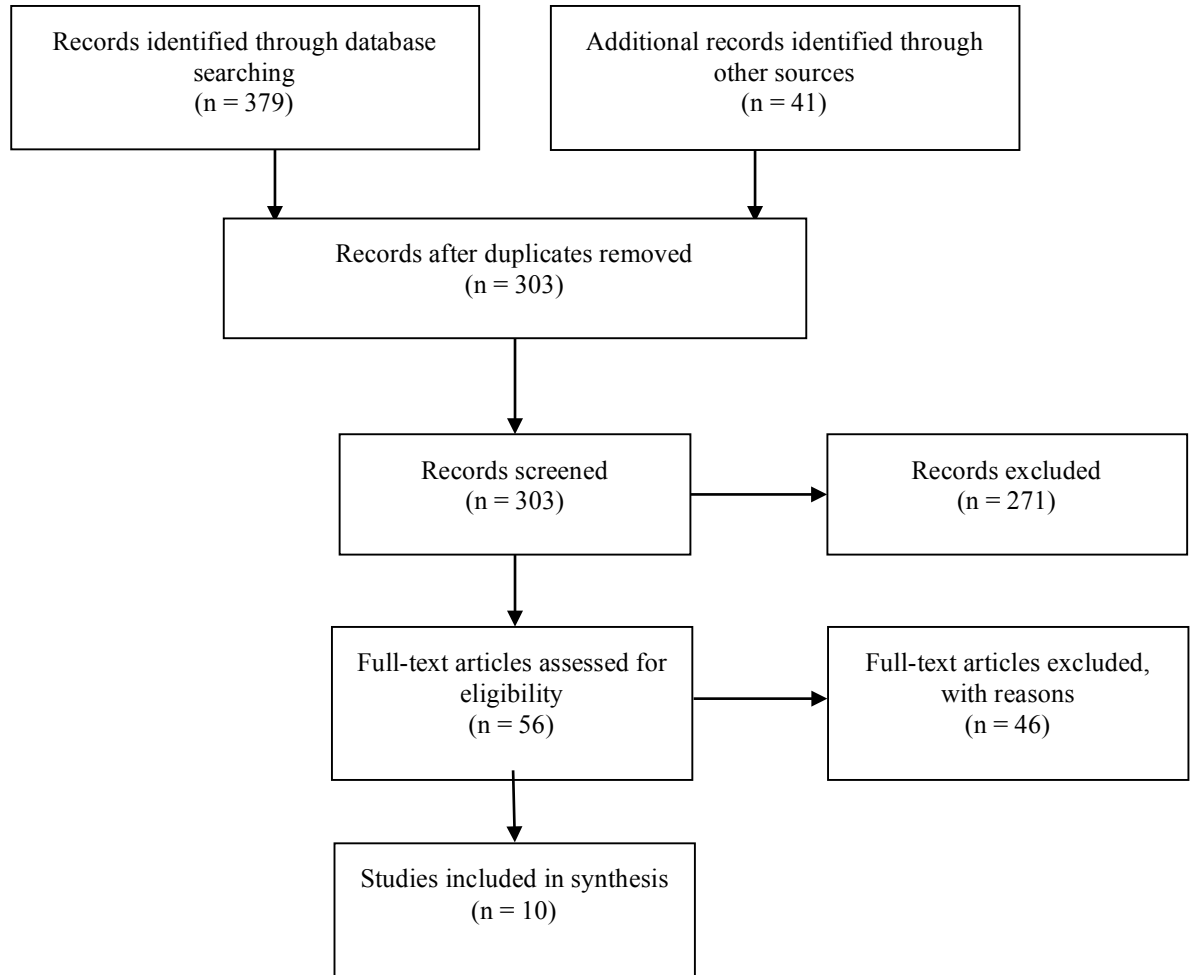 Records identified through database
searching
(n = 379)
Additional records identified through
other sources
(n = 41)
Records after duplicates removed
(n = 303)
Records screened
(n = 303)
Records excluded
(n = 271)
Full-text articles assessed for
eligibility
(n = 56)
Full-text articles excluded,
with reasons
(n = 46)
Studies included in synthesis
(n = 10)